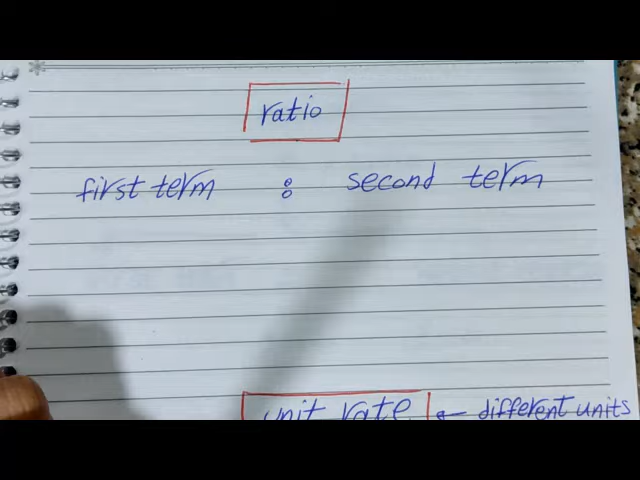 ratio
first term : second term
unit rate ← different units